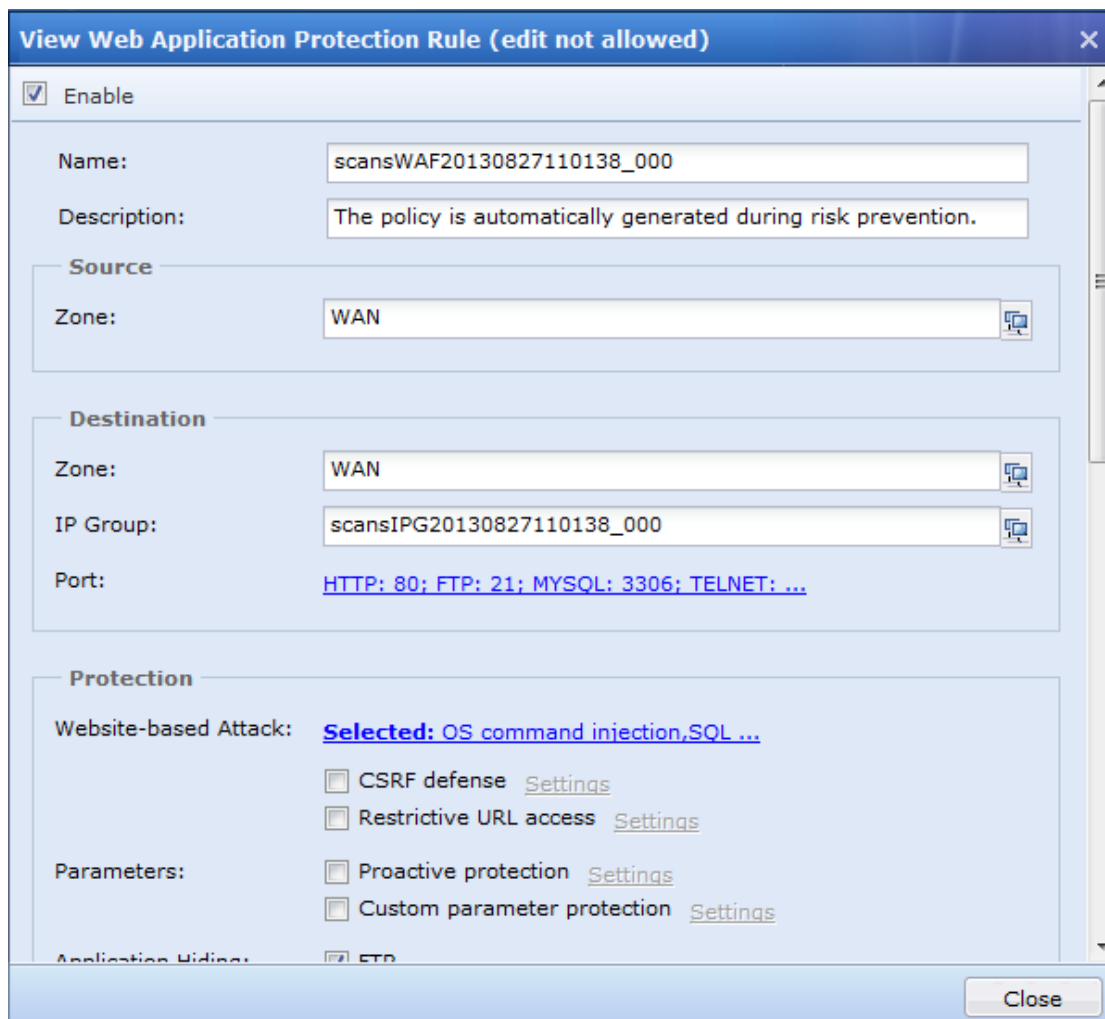 View Web Application Protection Rule (edit not allowed)
Enable
Name: scansWAF20130827110138_000
Description: The policy is automatically generated during risk prevention.
Source
Zone: WAN
Destination
Zone: WAN
IP Group: scansIPG20130827110138_000
Port: HTTP: 80; FTP: 21; MYSQL: 3306; TELNET: ...
Protection
Website-based Attack: Selected: OS command injection,SQL ...
CSRF defense Settings
Restrictive URL access Settings
Parameters: Proactive protection Settings
Custom parameter protection Settings
Application Hiding: FTP
Close